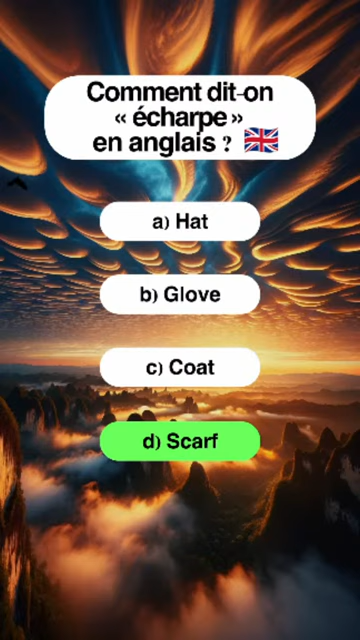 Comment dit-on
« écharpe »
en anglais ? 🇬🇧
a) Hat
b) Glove
c) Coat
d) Scarf